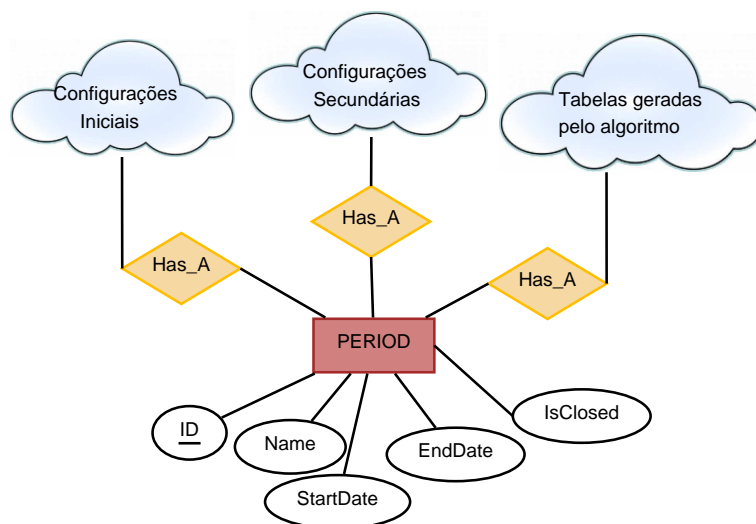 Configurações
Iniciais
Configurações
Secundárias
Tabelas geradas
pelo algoritmo
Has_A
Has_A
Has_A
PERIOD
ID
Name
StartDate
EndDate
IsClosed